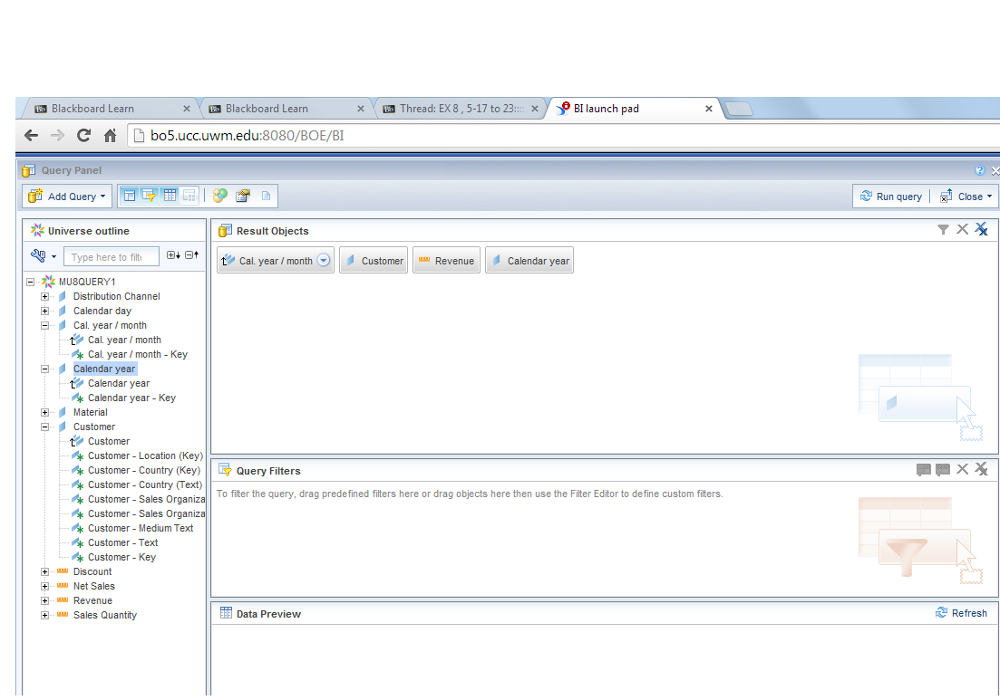 Blackboard Learn
Blackboard Learn
Thread: EX 8 , 5-17 to 23::::
BI launch pad
bo5.ucc.uwm.edu:8080/BOE/BI
Query Panel
Add Query
Run query
Close
Universe outline
Type here to filte
MU8QUERY1
Distribution Channel
Calendar day
Cal. year / month
Cal. year / month
Cal. year / month - Key
Calendar year
Calendar year
Calendar year - Key
Material
Customer
Customer
Customer - Location (Key)
Customer - Country (Key)
Customer - Country (Text)
Customer - Sales Organiza
Customer - Sales Organiza
Customer - Medium Text
Customer - Text
Customer - Key
Discount
Net Sales
Revenue
Sales Quantity
Result Objects
Cal. year / month Customer Revenue Calendar year
Query Filters
To filter the query, drag predefined filters here or drag objects here then use the Filter Editor to define custom filters.
Data Preview
Refresh